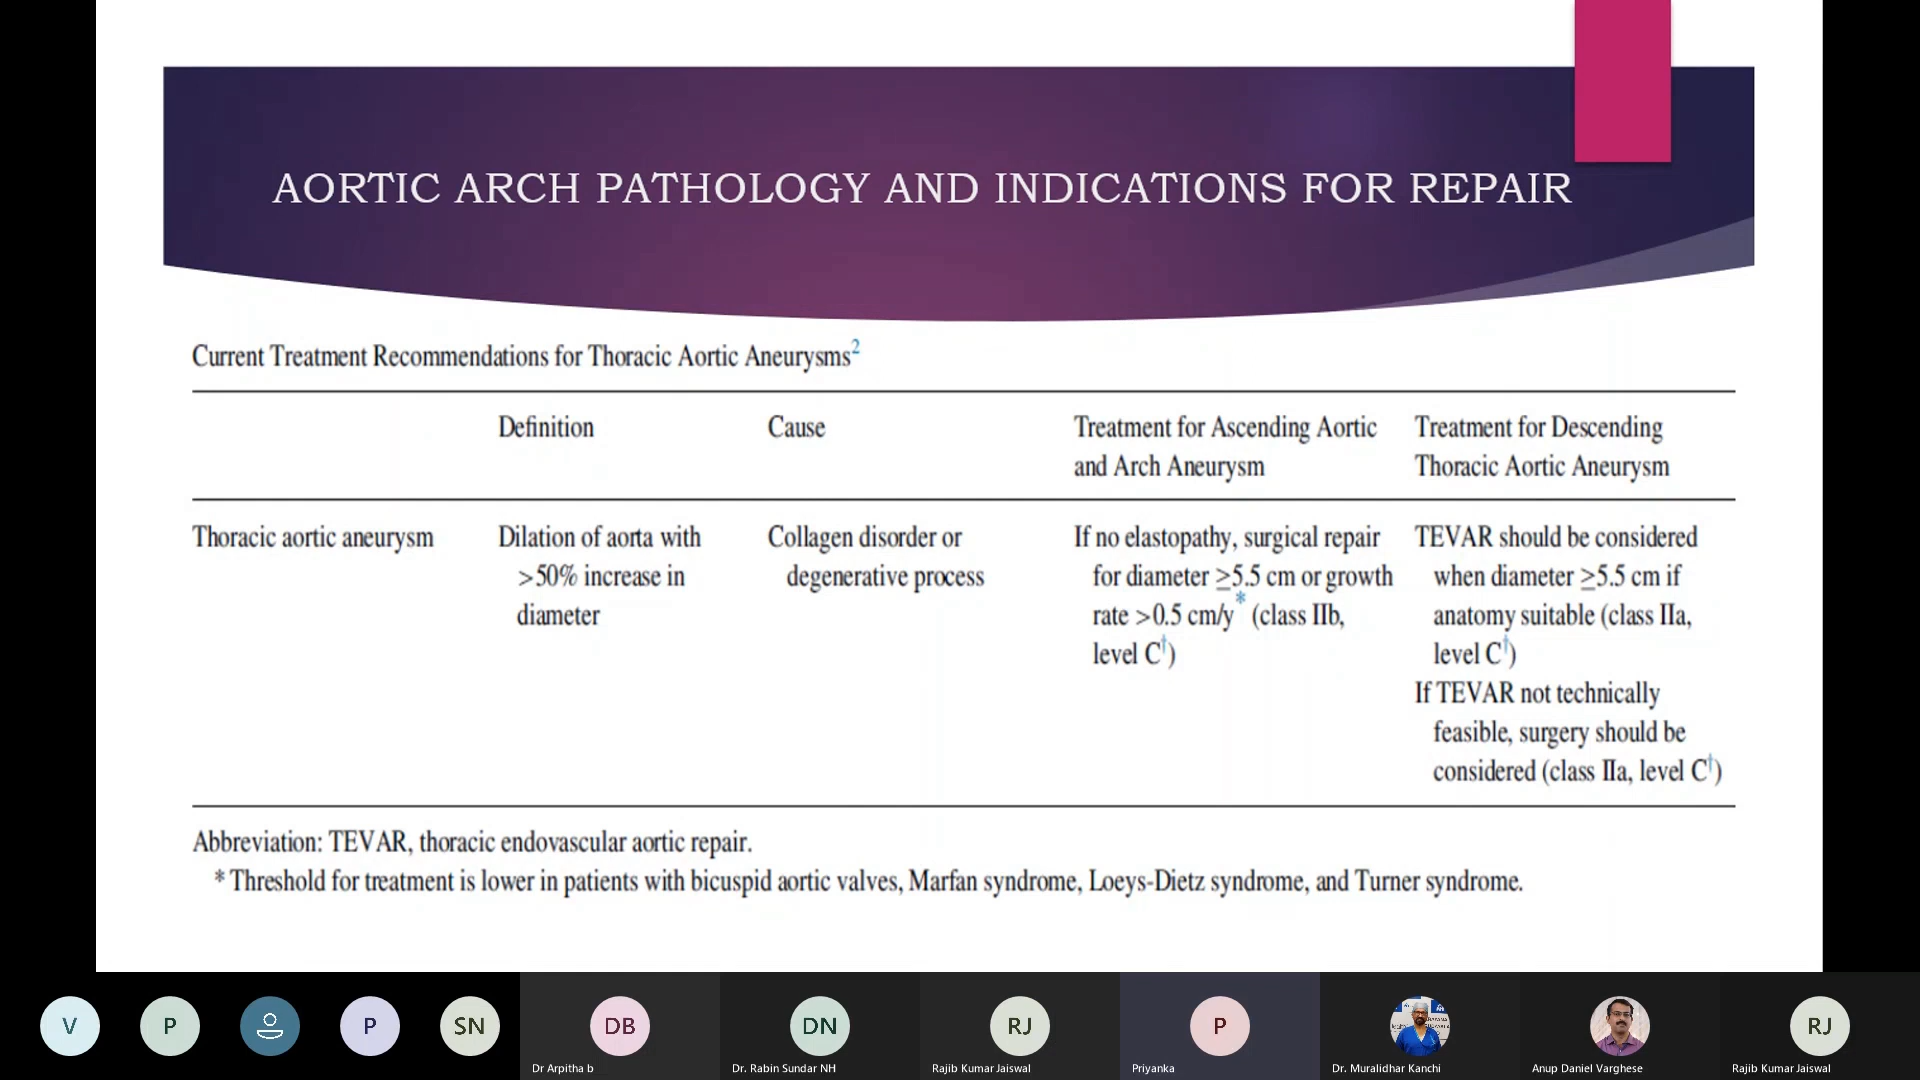 AORTIC ARCH PATHOLOGY AND INDICATIONS FOR REPAIR
Current Treatment Recommendations for Thoracic Aortic Aneurysms2
Definition
Cause
Treatment for Ascending Aortic
and Arch Aneurysm
Treatment for Descending
Thoracic Aortic Aneurysm
Thoracic aortic aneurysm
Dilation of aorta with
>50% increase in
diameter
Collagen disorder or
degenerative process
If no elastopathy, surgical repair
for diameter ≥5.5 cm or growth
rate >0.5 cm/y* (class IIb,
level C†)
TEVAR should be considered
when diameter ≥5.5 cm if
anatomy suitable (class IIa,
level C†)
If TEVAR not technically
feasible, surgery should be
considered (class IIa, level C†)
Abbreviation: TEVAR, thoracic endovascular aortic repair.
* Threshold for treatment is lower in patients with bicuspid aortic valves, Marfan syndrome, Loeys-Dietz syndrome, and Turner syndrome.
V
P
P
SN
DB
Dr Arpitha b
DN
Dr. Rabin Sundar NH
RJ
Rajib Kumar Jaiswal
P
Priyanka
Dr. Muralidhar Kanchi
Anup Daniel Varghese
RJ
Rajib Kumar Jaiswal